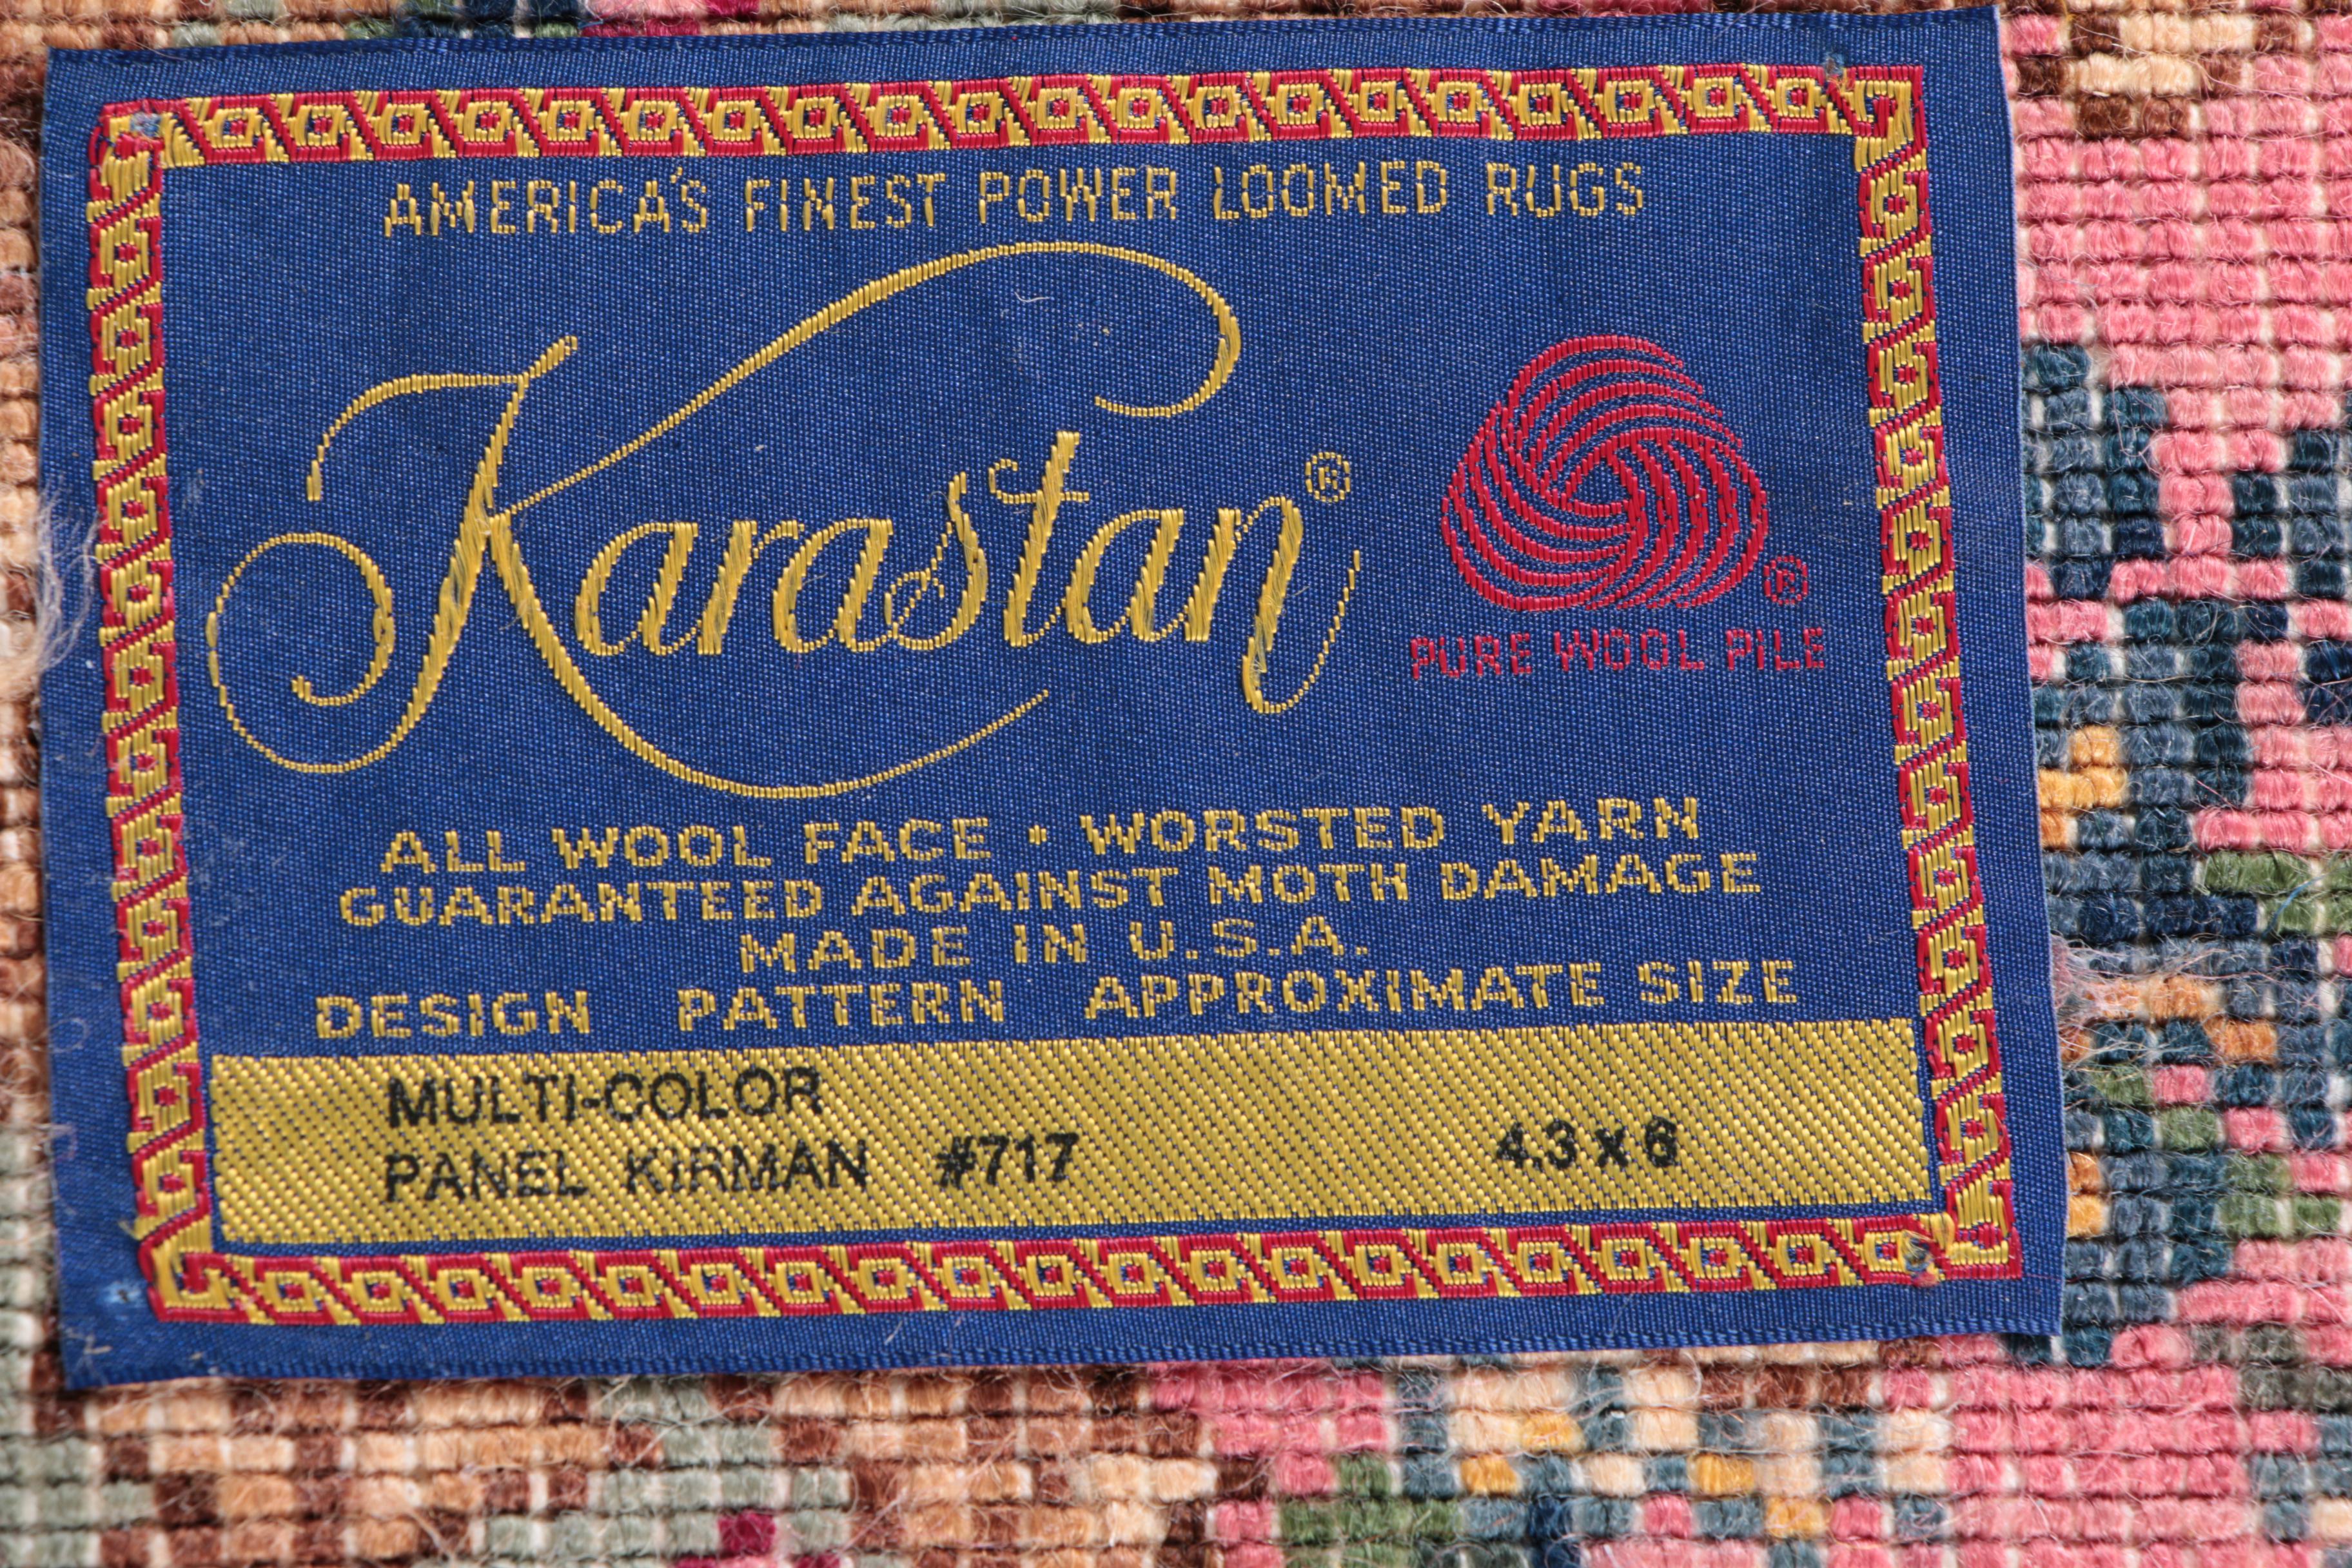 AMERICA'S FINEST POWER LOOMED RUGS
Karastan®
®
PURE WOOL PILE
ALL WOOL FACE • WORSTED YARN
GUARANTEED AGAINST MOTH DAMAGE
MADE IN U.S.A.
DESIGN PATTERN APPROXIMATE SIZE
MULTI-COLOR
PANEL KIRMAN #717 4.3 x 6